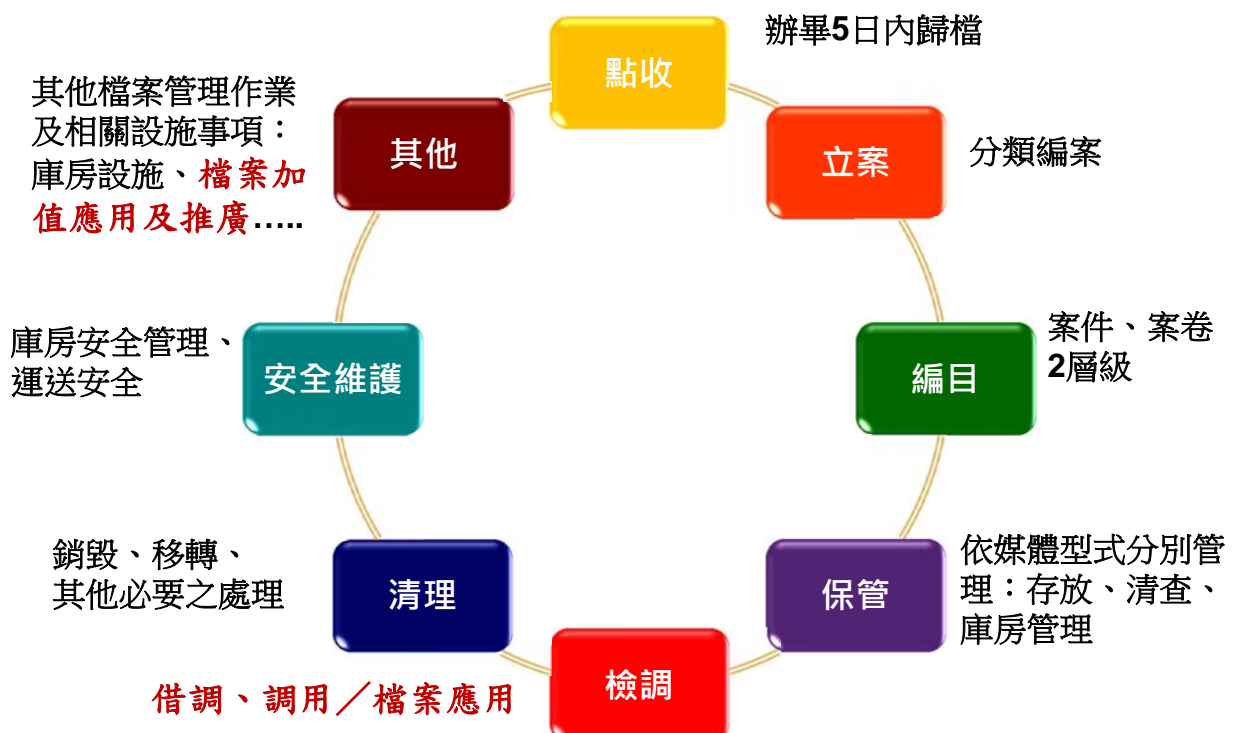 點收
辦畢5日內歸檔
立案
分類編案
編目
案件、案卷
2層級
保管
依媒體型式分別管
理：存放、清查、
庫房管理
檢調
借調、調用／檔案應用
清理
銷毀、移轉、
其他必要之處理
安全維護
庫房安全管理、
運送安全
其他
其他檔案管理作業
及相關設施事項：
庫房設施、檔案加
值應用及推廣…..